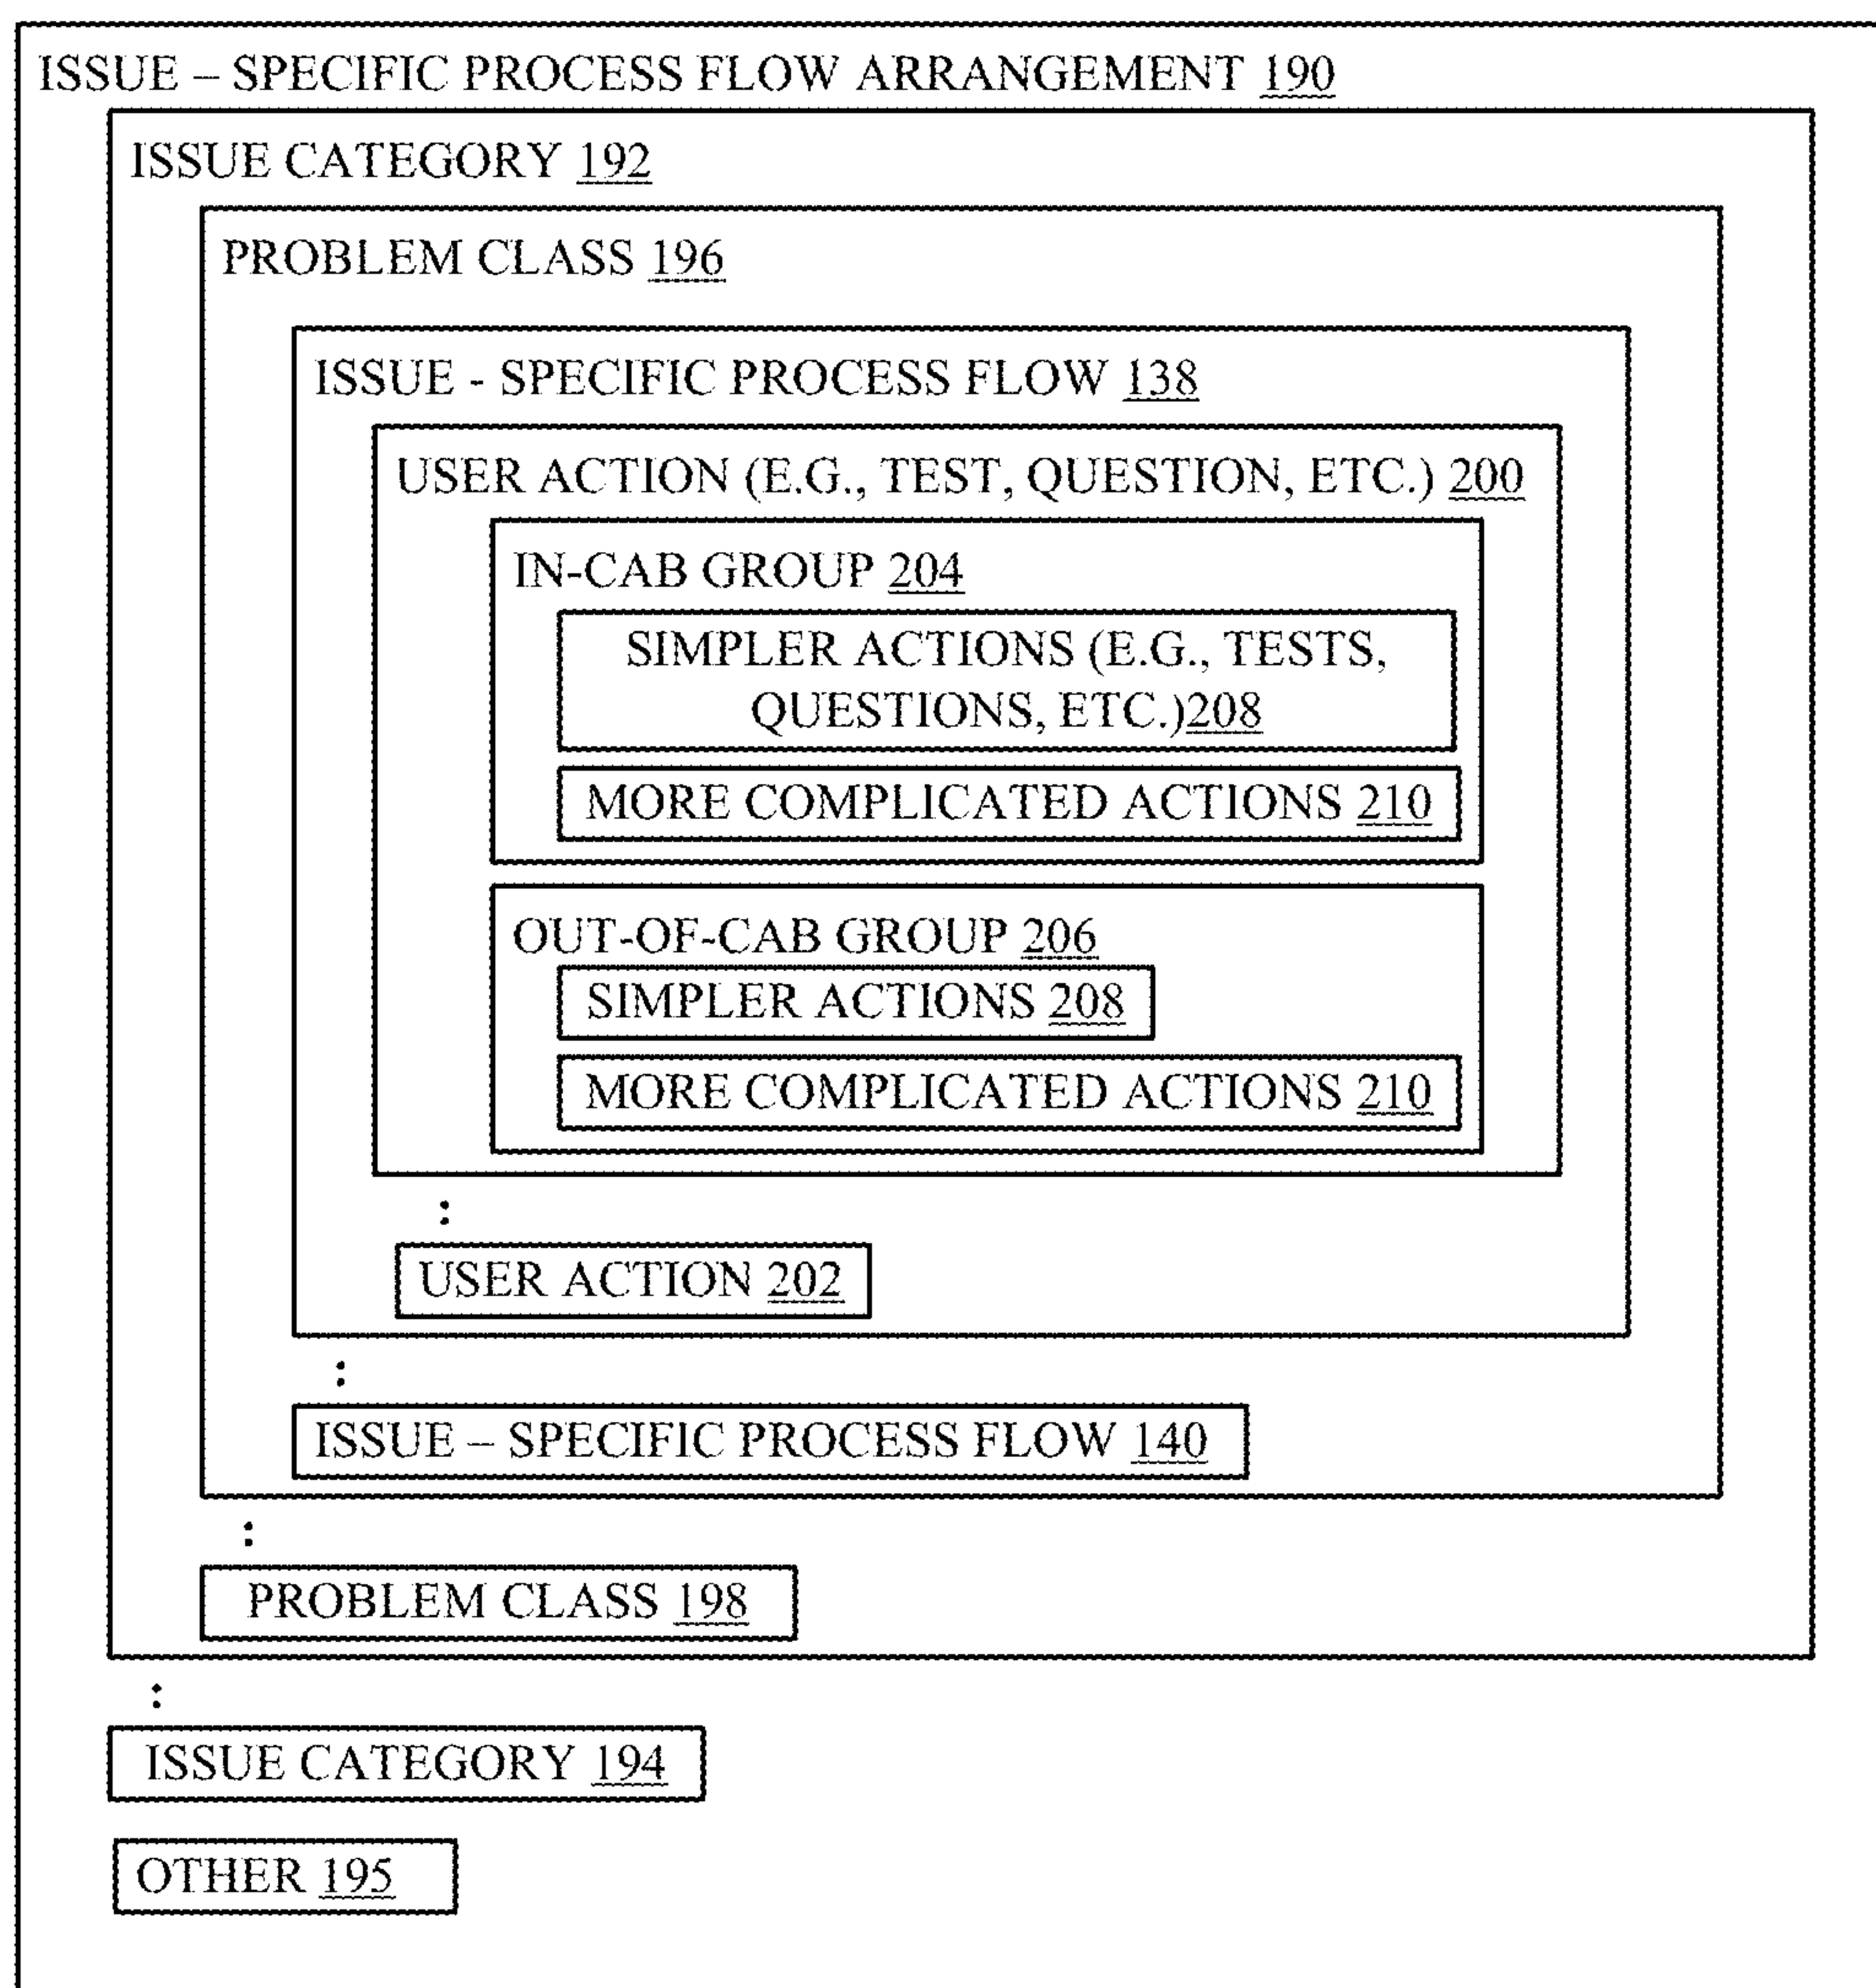 ISSUE – SPECIFIC PROCESS FLOW ARRANGEMENT 190
ISSUE CATEGORY 192
PROBLEM CLASS 196
ISSUE - SPECIFIC PROCESS FLOW 138
USER ACTION (E.G., TEST, QUESTION, ETC.) 200
IN-CAB GROUP 204
SIMPLER ACTIONS (E.G., TESTS,
QUESTIONS, ETC.)208
MORE COMPLICATED ACTIONS 210
OUT-OF-CAB GROUP 206
SIMPLER ACTIONS 208
MORE COMPLICATED ACTIONS 210
:
USER ACTION 202
:
ISSUE – SPECIFIC PROCESS FLOW 140
:
PROBLEM CLASS 198
:
ISSUE CATEGORY 194
OTHER 195